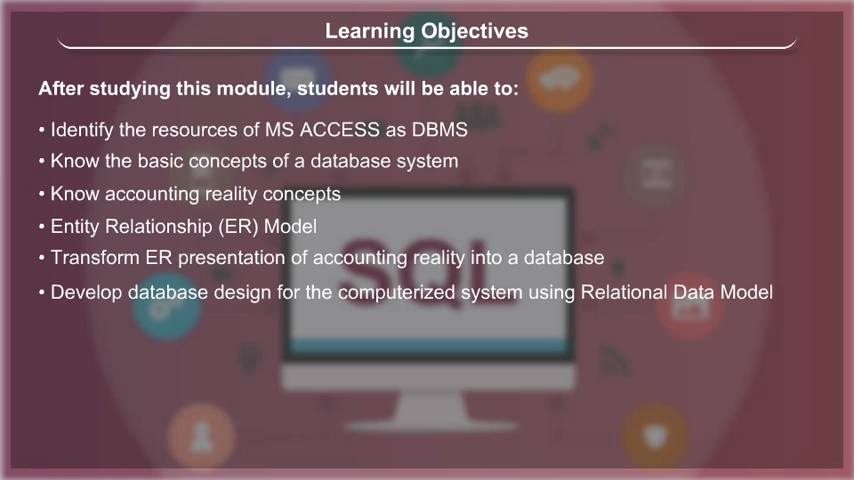 Learning Objectives
After studying this module, students will be able to:
• Identify the resources of MS ACCESS as DBMS
• Know the basic concepts of a database system
• Know accounting reality concepts
• Entity Relationship (ER) Model
• Transform ER presentation of accounting reality into a database
• Develop database design for the computerized system using Relational Data Model
SQL